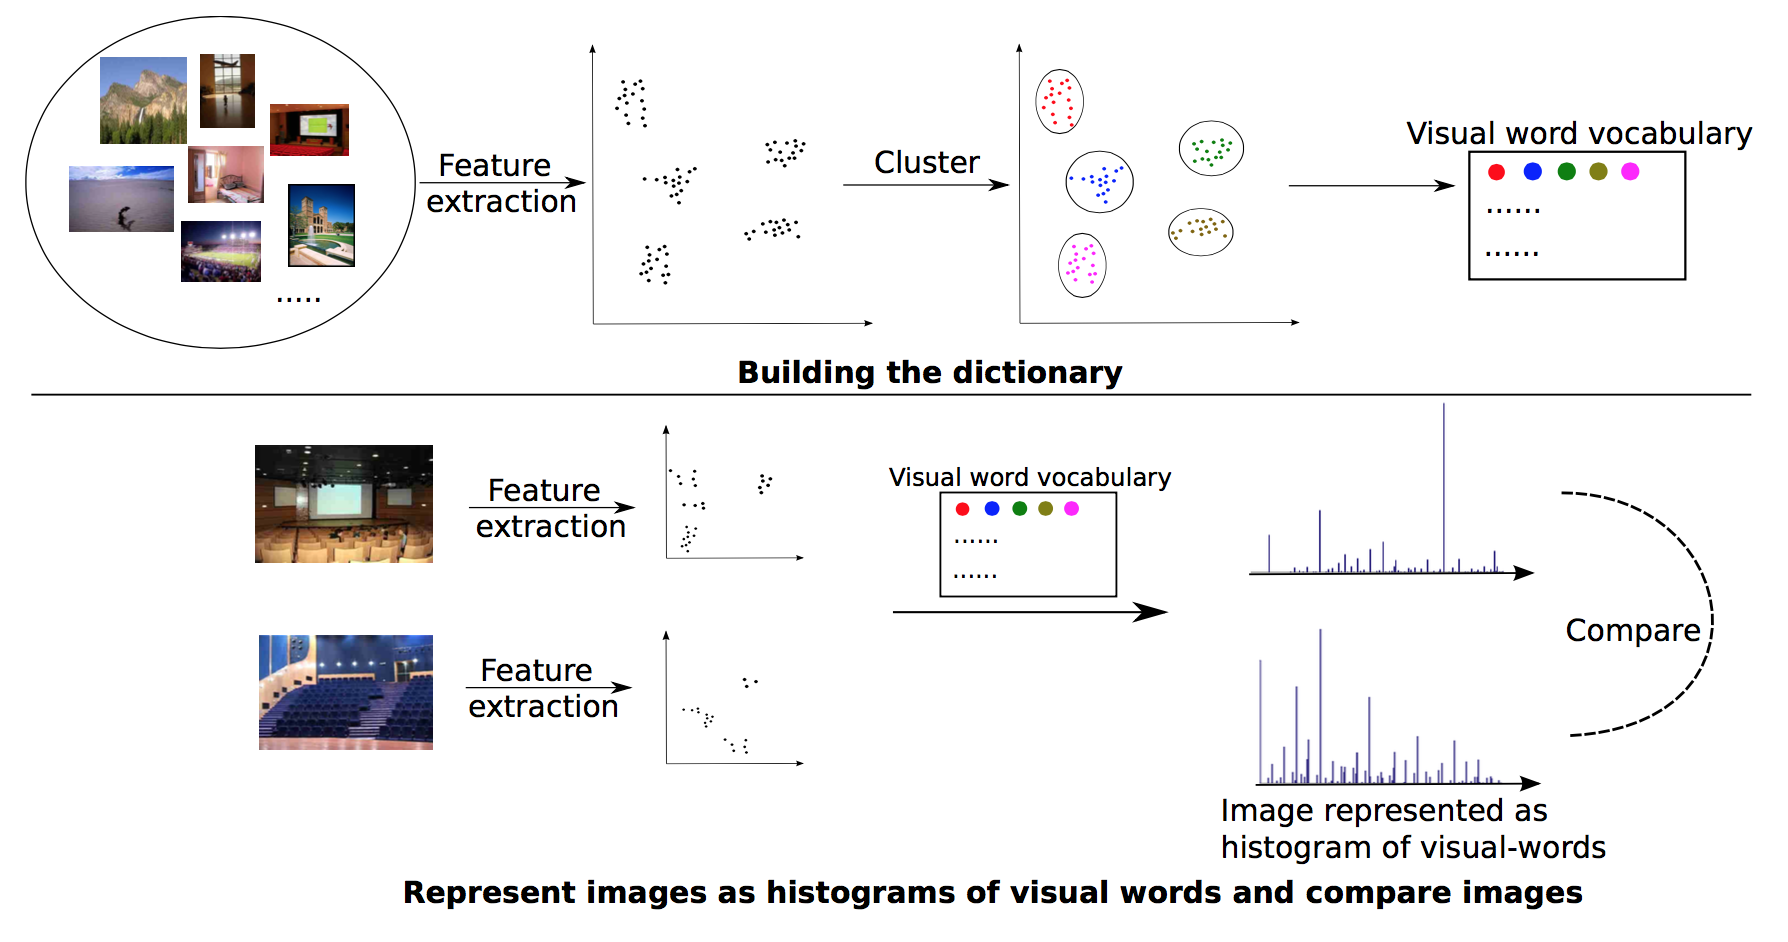 Feature
extraction
Cluster
Visual word vocabulary
......
......
.....
Building the dictionary
Feature
extraction
Visual word vocabulary
......
......
Compare
Feature
extraction
Image represented as
histogram of visual-words
Represent images as histograms of visual words and compare images